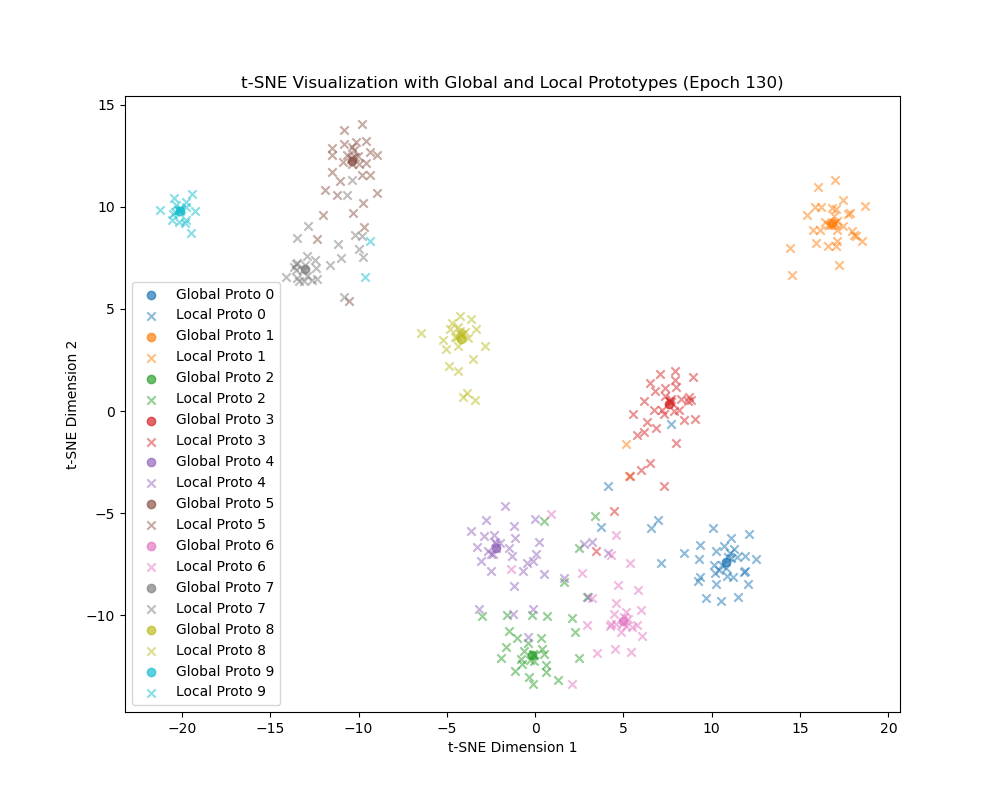 t-SNE Visualization with Global and Local Prototypes (Epoch 130)
15
10
5
0
−5
−10
t-SNE Dimension 2
Global Proto 0
Local Proto 0
Global Proto 1
Local Proto 1
Global Proto 2
Local Proto 2
Global Proto 3
Local Proto 3
Global Proto 4
Local Proto 4
Global Proto 5
Local Proto 5
Global Proto 6
Local Proto 6
Global Proto 7
Local Proto 7
Global Proto 8
Local Proto 8
Global Proto 9
Local Proto 9
−20 −15 −10 −5 0 5 10 15 20
t-SNE Dimension 1